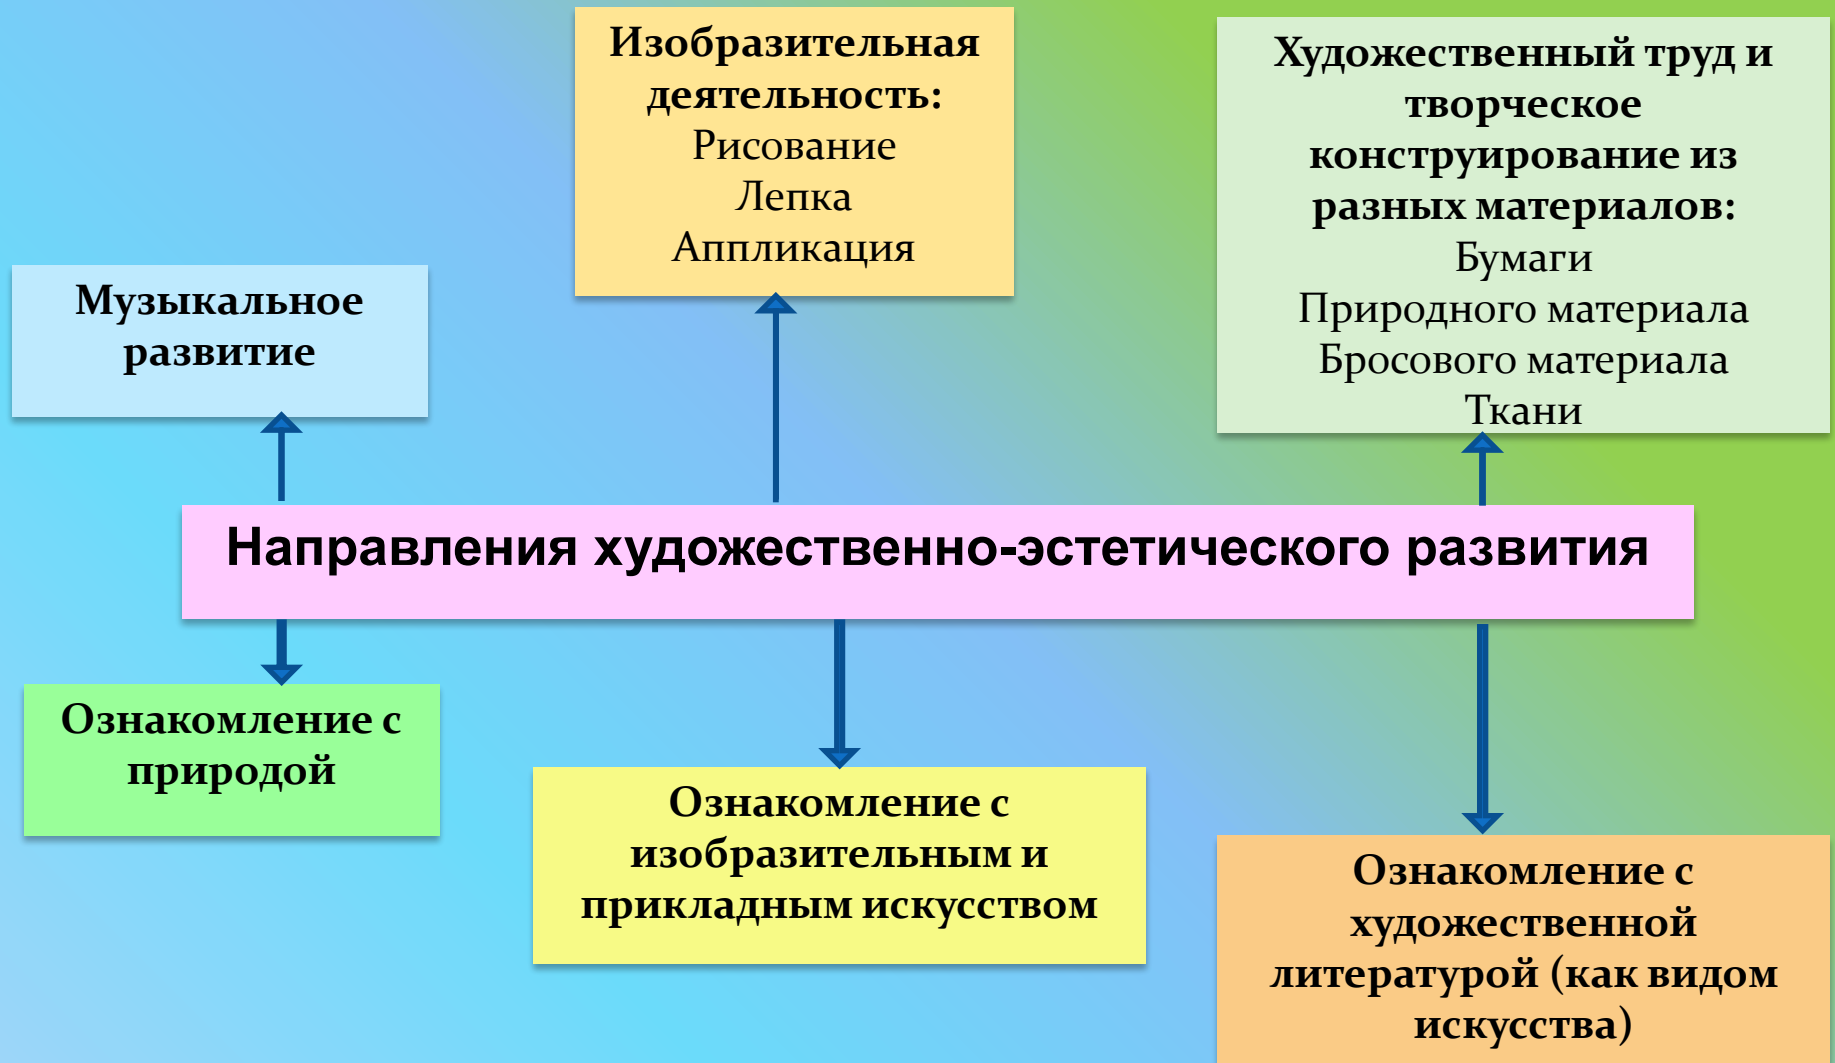 Изобразительная
деятельность:
Рисование
Лепка
Аппликация
Художественный труд и
творческое
конструирование из
разных материалов:
Бумаги
Природного материала
Бросового материала
Ткани
Музыкальное
развитие
Направления художественно-эстетического развития
Ознакомление с
природой
Ознакомление с
изобразительным и
прикладным искусством
Ознакомление с
художественной
литературой (как видом
искусства)